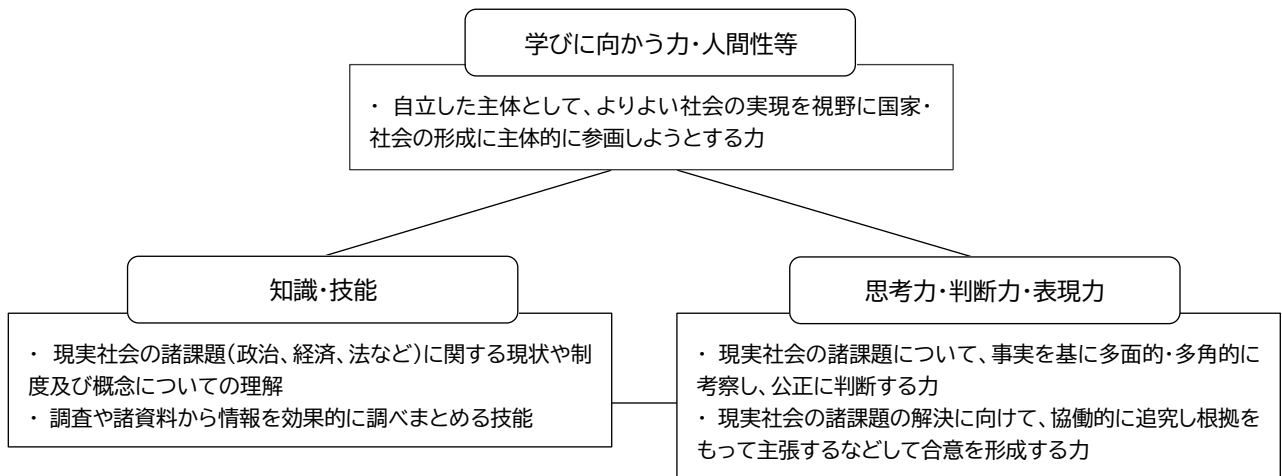 学びに向かう力・人間性等
・ 自立した主体として、よりよい社会の実現を視野に国家・
社会の形成に主体的に参画しようとする力
知識・技能
・ 現実社会の諸課題(政治、経済、法など)に関する現状や制
度及び概念についての理解
・ 調査や諸資料から情報を効果的に調べまとめる技能
思考力・判断力・表現力
・ 現実社会の諸課題について、事実を基に多面的・多角的に
考察し、公正に判断する力
・ 現実社会の諸課題の解決に向けて、協働的に追究し根拠を
もって主張するなどして合意を形成する力